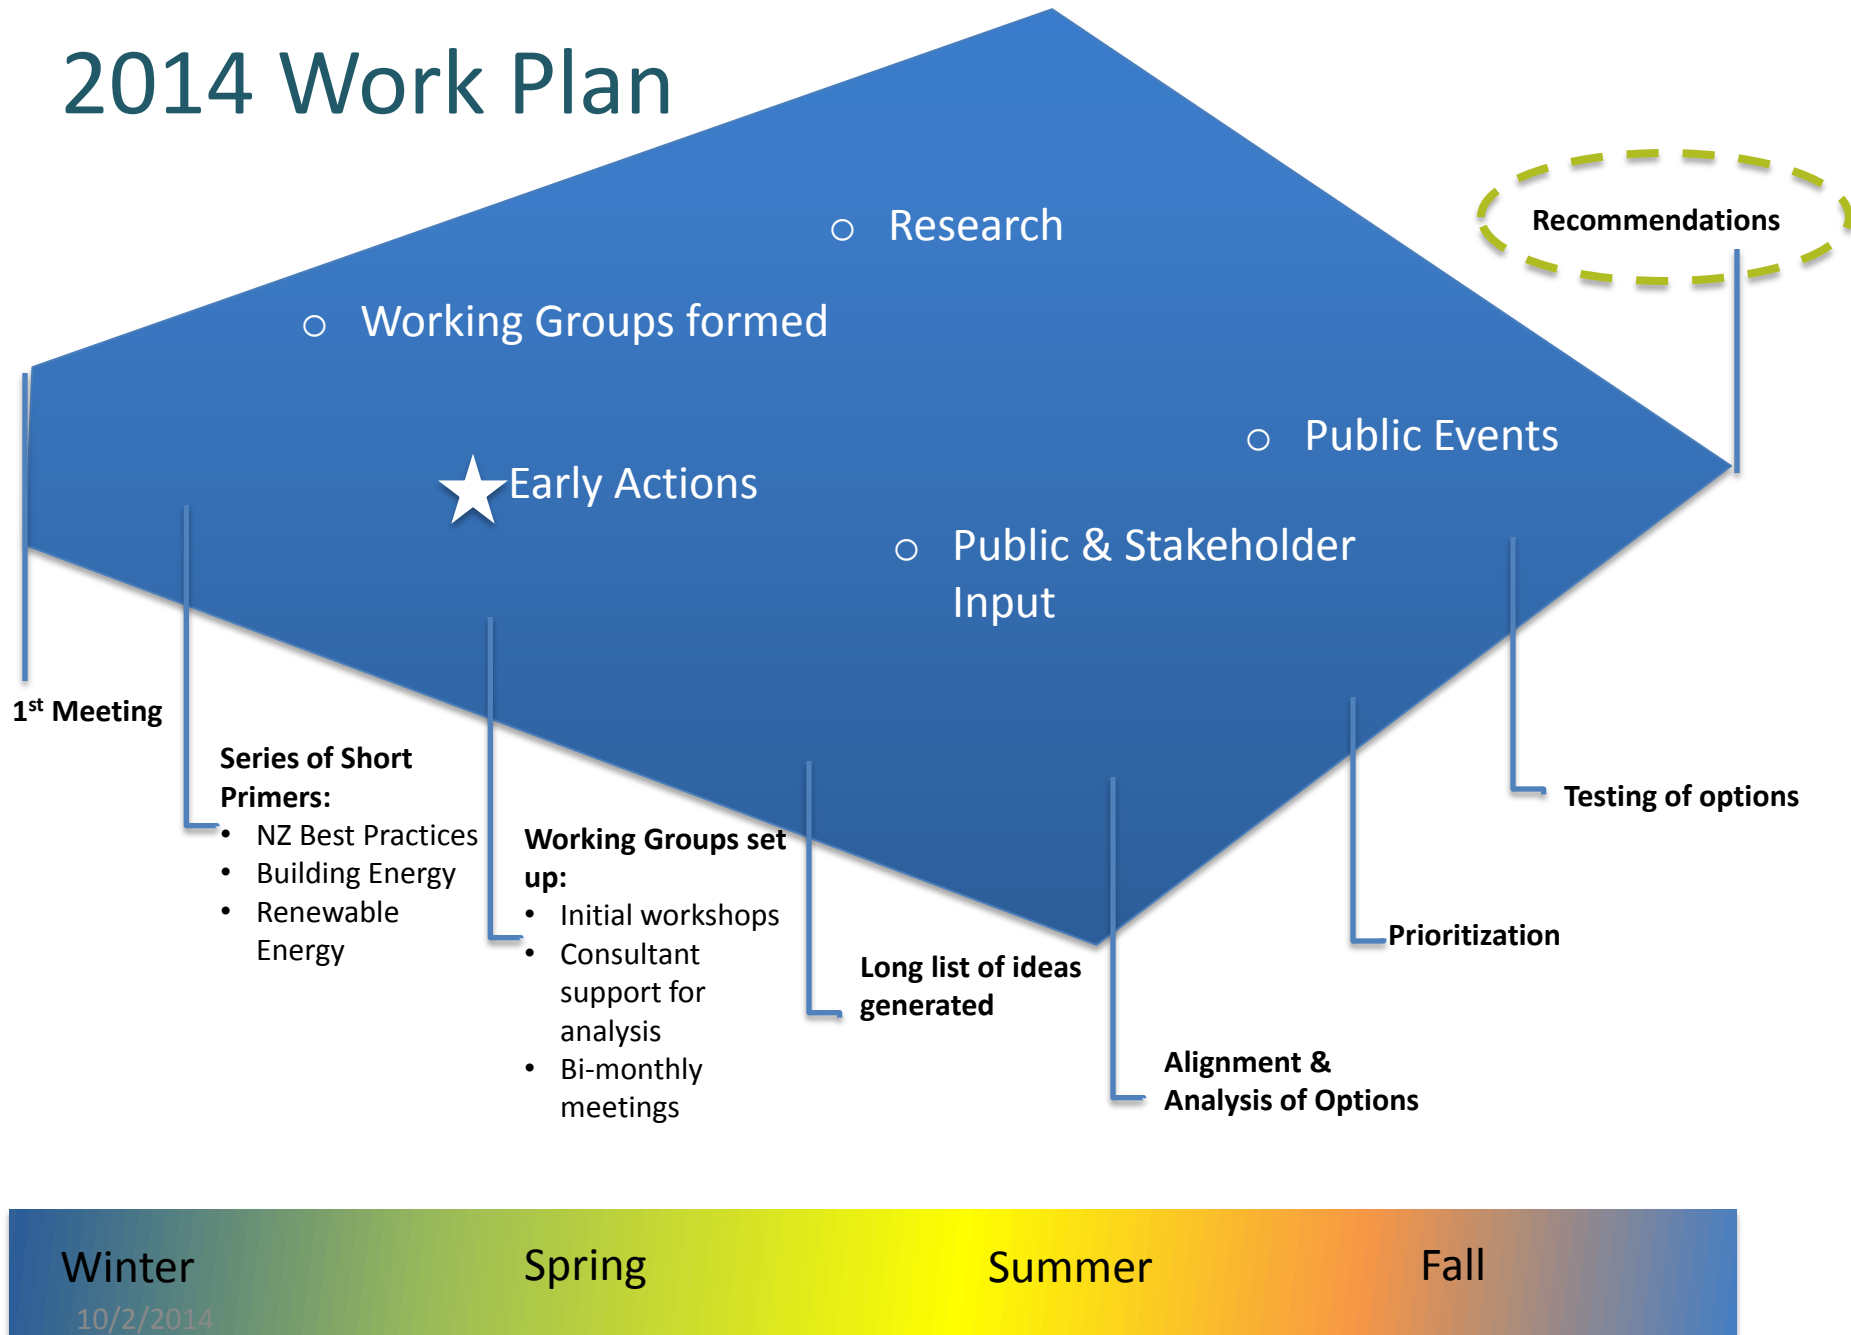 2014 Work Plan
○ Research
Recommendations
○ Working Groups formed
○ Public Events
Early Actions
○ Public & Stakeholder
Input
1st Meeting
Series of Short
Primers:
• NZ Best Practices
• Building Energy
• Renewable
Energy
Working Groups set
up:
• Initial workshops
• Consultant
support for
analysis
• Bi-monthly
meetings
Long list of ideas
generated
Alignment &
Analysis of Options
Prioritization
Testing of options
Winter
Spring
Summer
Fall
10/2/2014